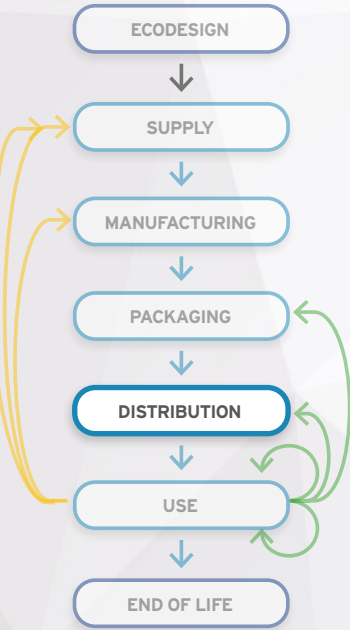 ECODESIGN
SUPPLY
MANUFACTURING
PACKAGING
DISTRIBUTION
USE
END OF LIFE